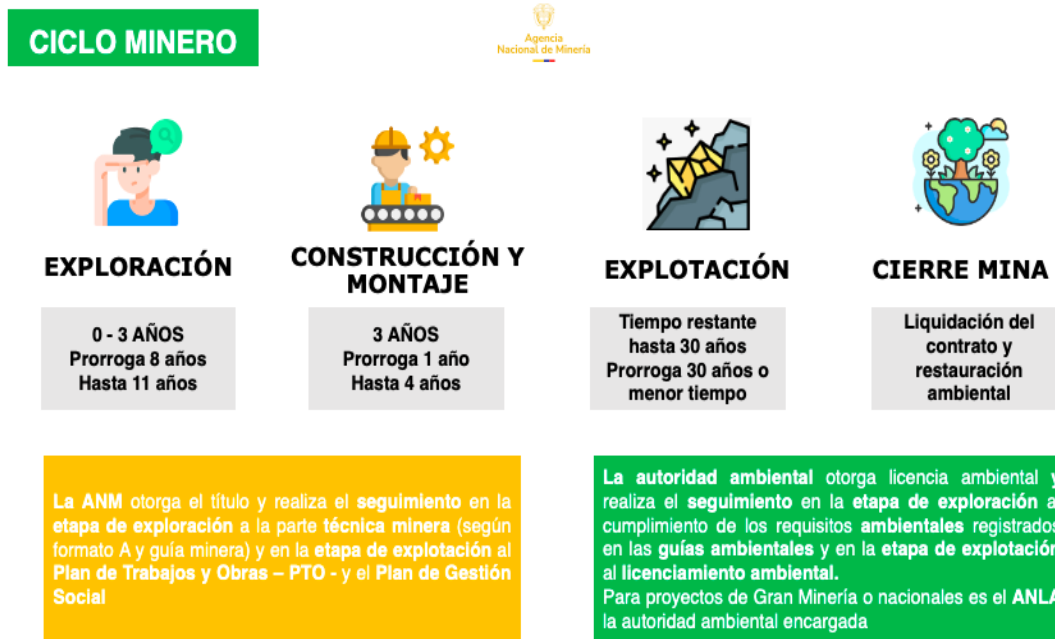 CICLO MINERO
Agencia
Nacional de Minería
EXPLORACIÓN
0 - 3 AÑOS
Prorroga 8 años
Hasta 11 años
CONSTRUCCIÓN Y
MONTAJE
3 AÑOS
Prorroga 1 año
Hasta 4 años
EXPLOTACIÓN
Tiempo restante
hasta 30 años
Prorroga 30 años o
menor tiempo
CIERRE MINA
Liquidación del
contrato y
restauración
ambiental
La ANM otorga el título y realiza el seguimiento en la
etapa de exploración a la parte técnica minera (según
formato A y guía minera) y en la etapa de explotación al
Plan de Trabajos y Obras – PTO - y el Plan de Gestión
Social
La autoridad ambiental otorga licencia ambiental y
realiza el seguimiento en la etapa de exploración al
cumplimiento de los requisitos ambientales registrados
en las guías ambientales y en la etapa de explotación
al licenciamiento ambiental.
Para proyectos de Gran Minería o nacionales es el ANLA
la autoridad ambiental encargada